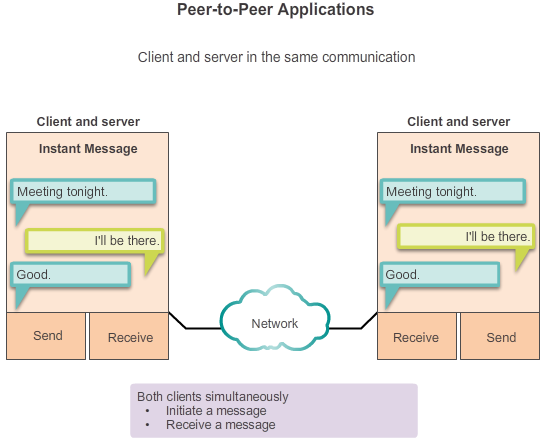 Peer-to-Peer Applications
Client and server in the same communication
Client and server
Instant Message
Meeting tonight.
I'll be there.
Good.
Send
Receive
Network
Client and server
Instant Message
Meeting tonight.
I'll be there.
Good.
Receive
Send
Both clients simultaneously
• Initiate a message
• Receive a message